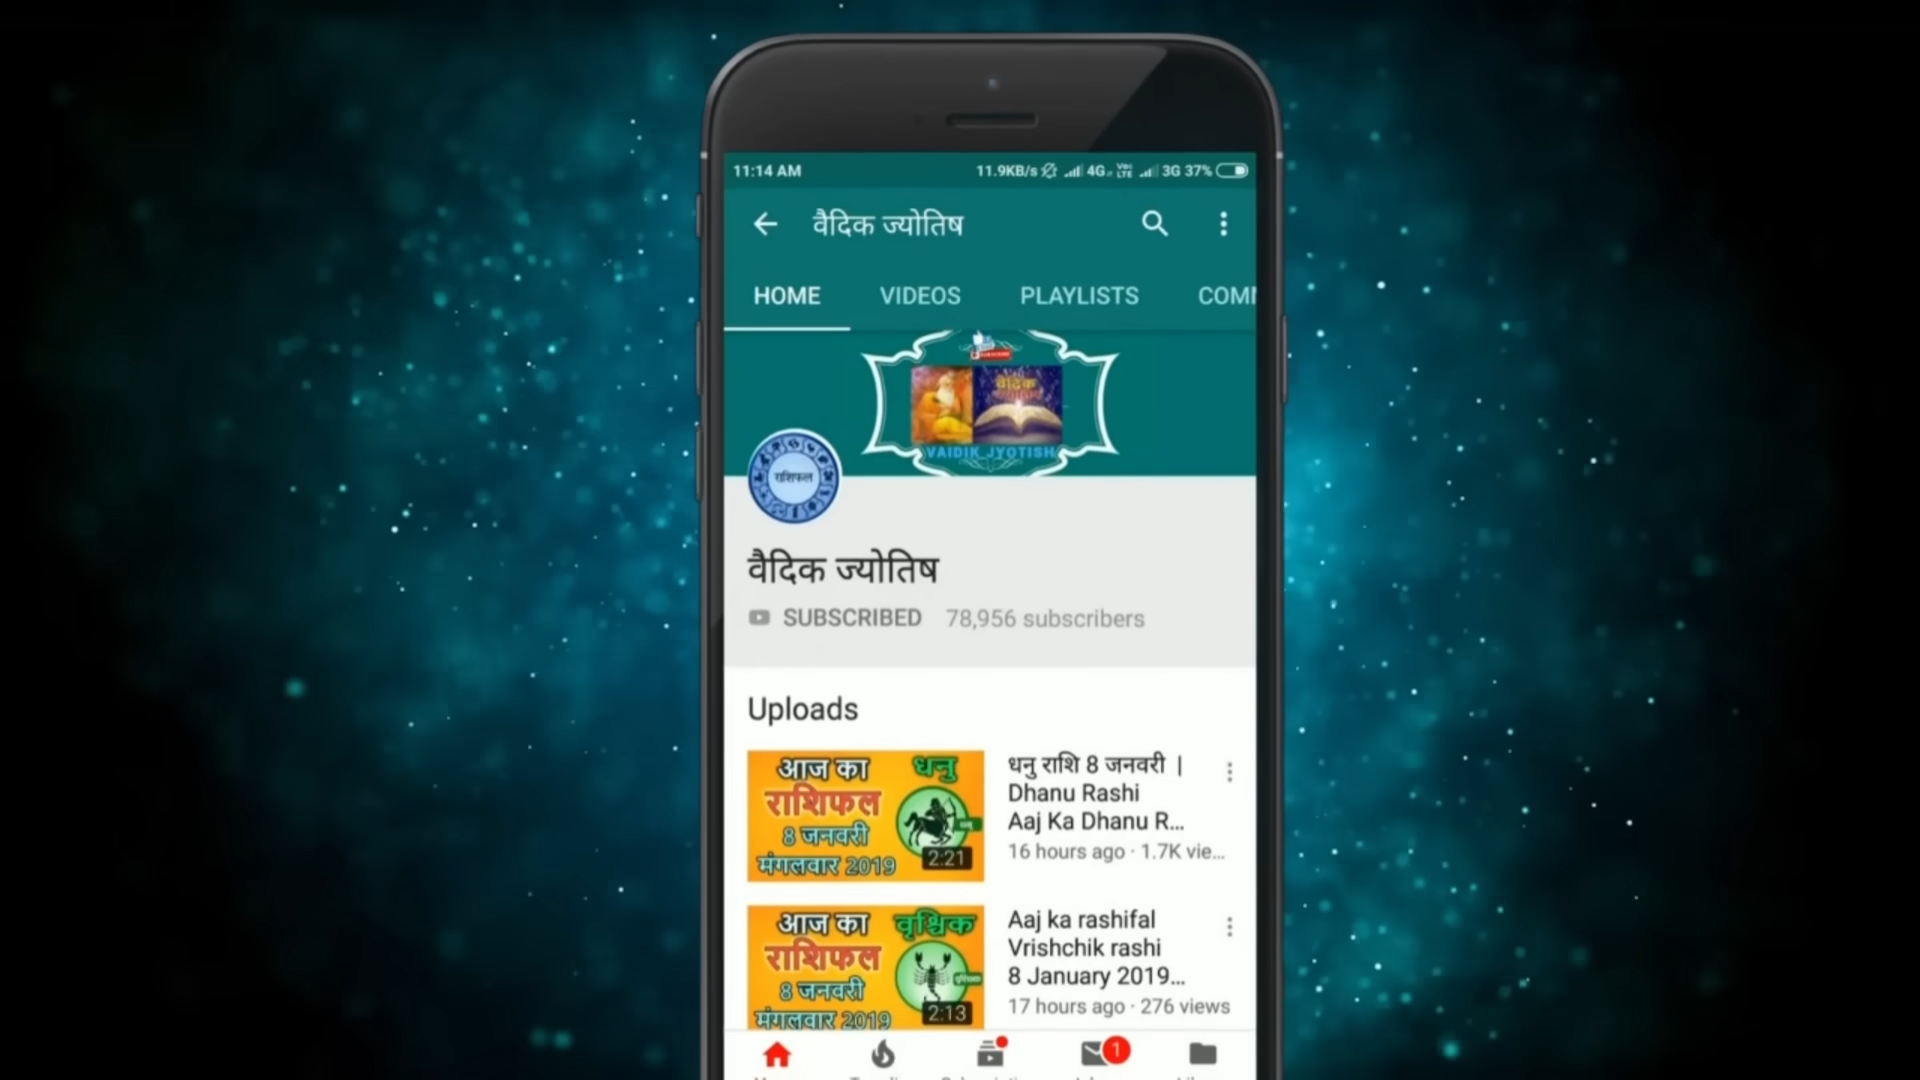 11:14 AM 11.9KB/s 4G VoLTE 3G 37%
वैदिक ज्योतिष
HOME VIDEOS PLAYLISTS COMM
वैदिक
VAIDIK JYOTISH
राशिफल
वैदिक ज्योतिष
SUBSCRIBED 78,956 subscribers
Uploads
आज का धनु
राशिफल
8 जनवरी
मंगलवार 2019
2:21
धनु राशि 8 जनवरी |
Dhanu Rashi
Aaj Ka Dhanu R...
16 hours ago · 1.7K vie...
आज का वृश्चिक
राशिफल
8 जनवरी
मंगलवार 2019
2:13
Aaj ka rashifal
Vrishchik rashi
8 January 2019...
17 hours ago · 276 views
1